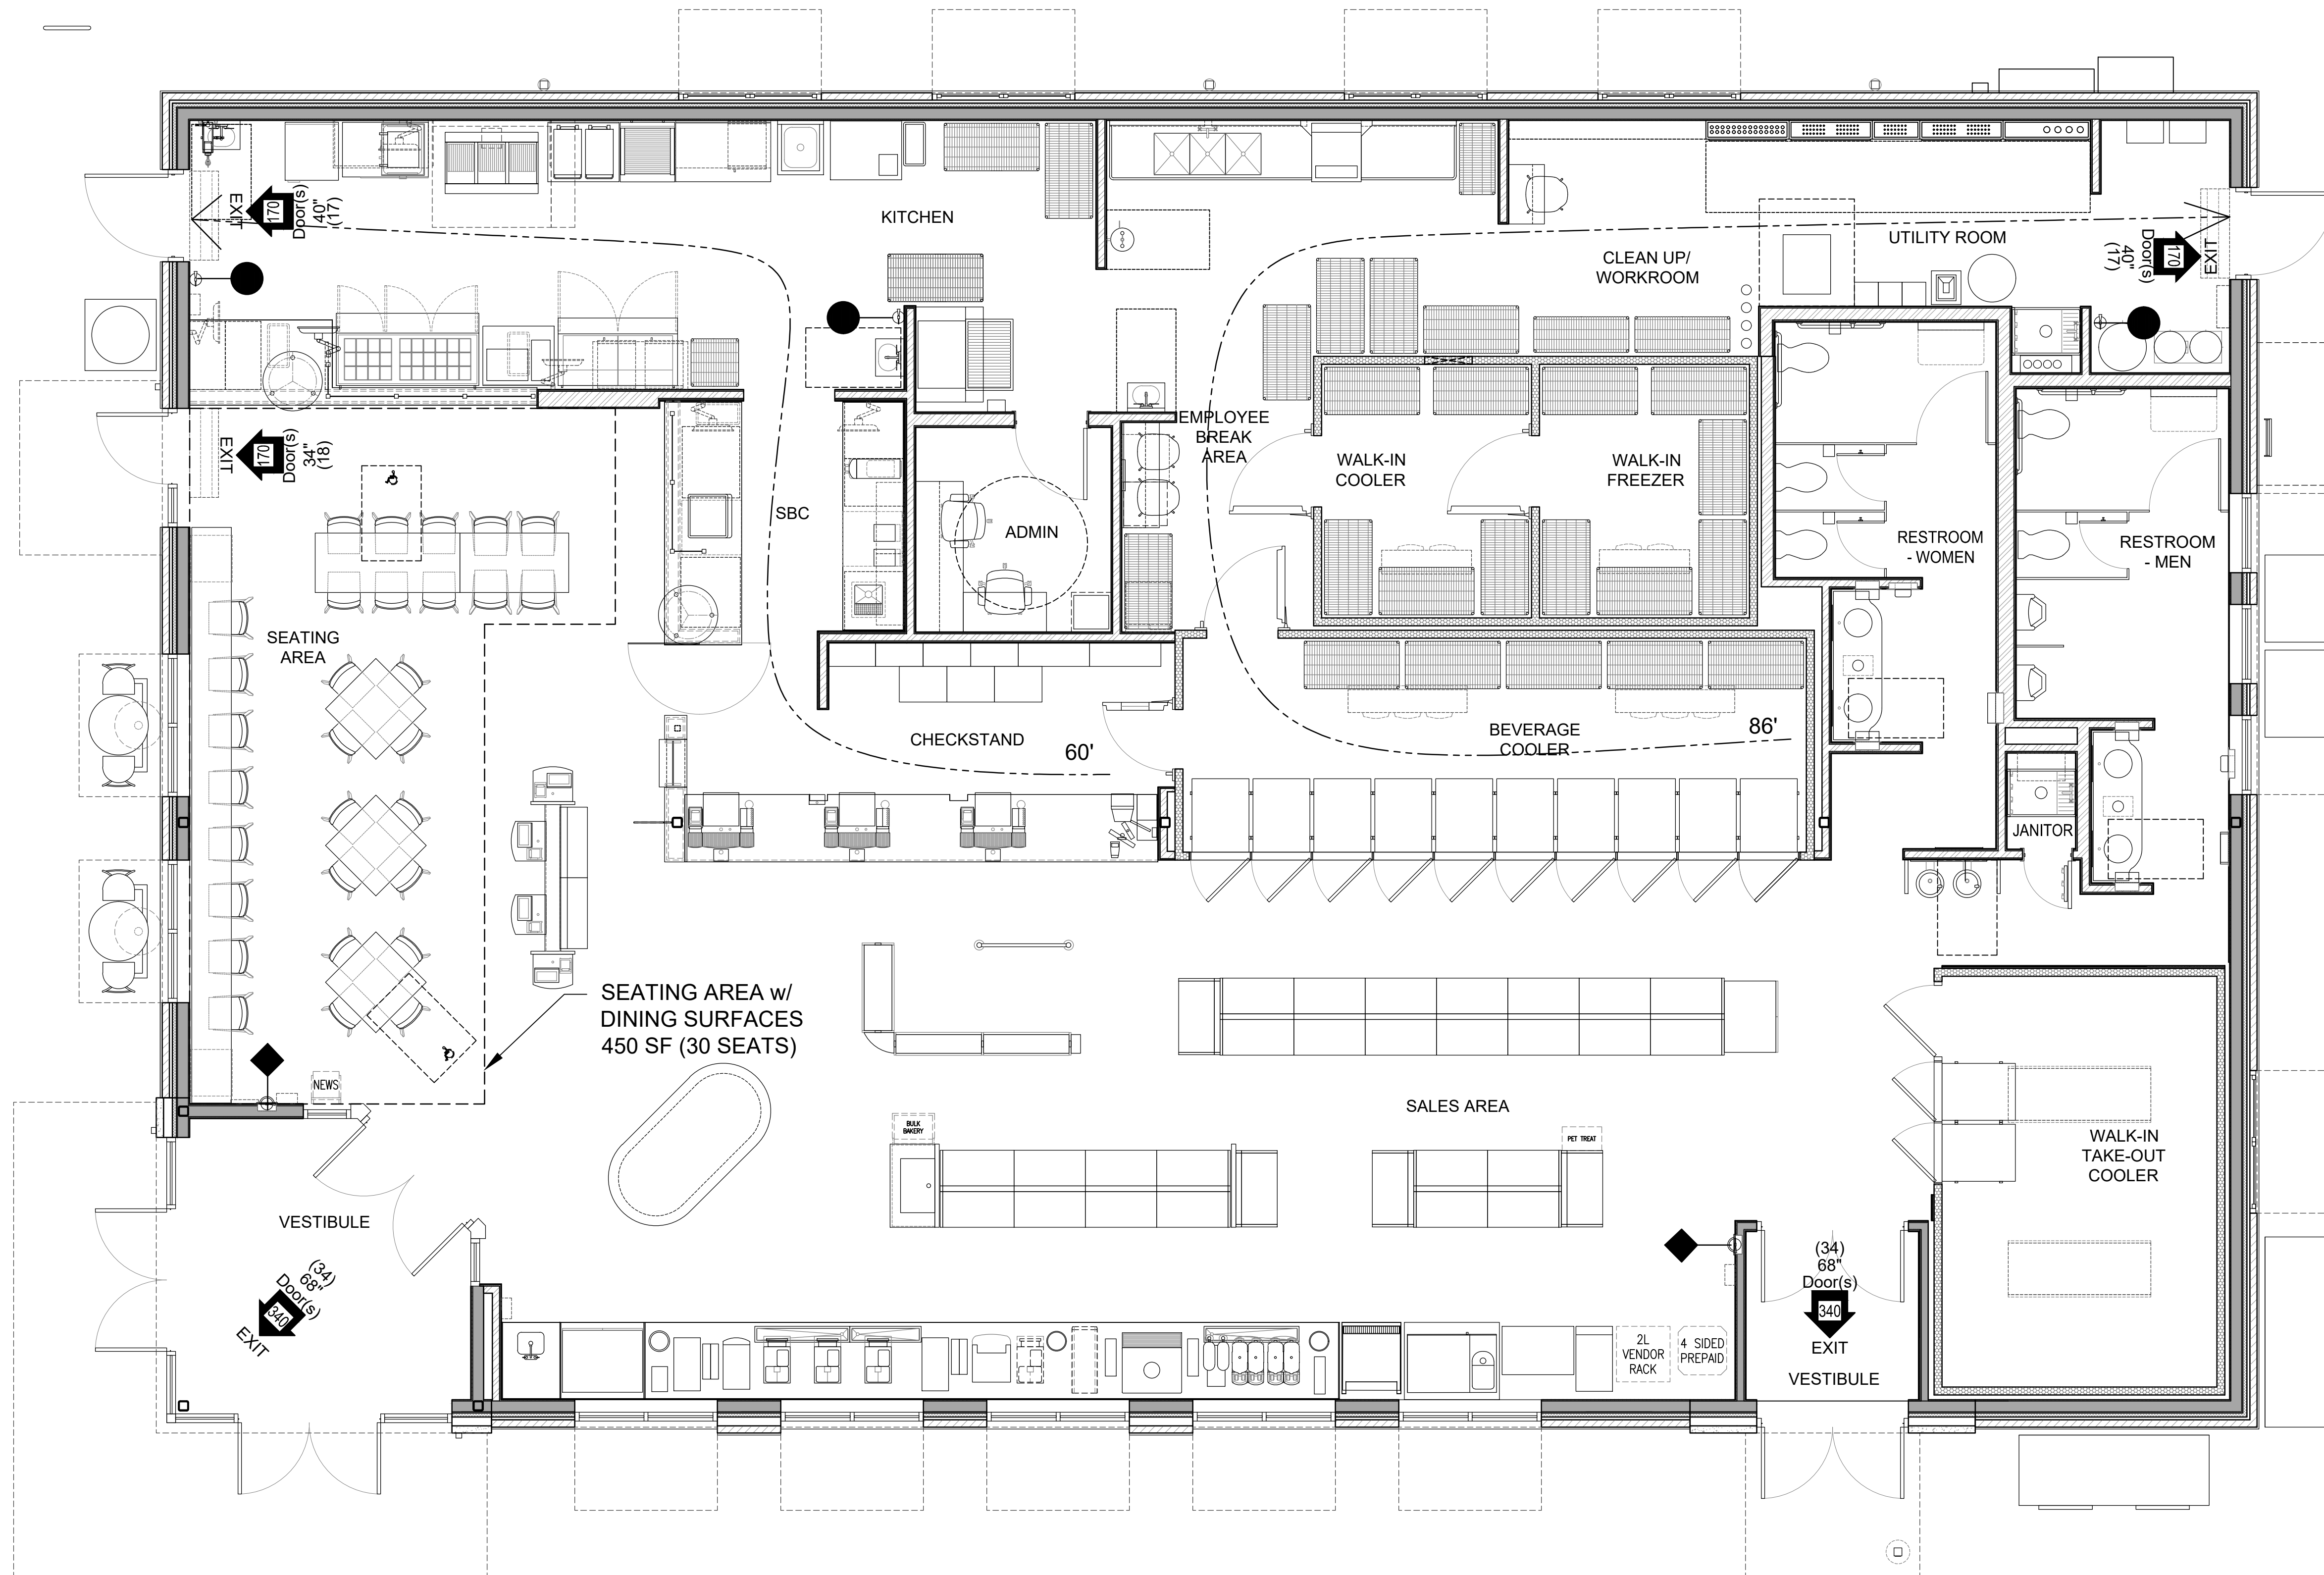 EXIT
170
Door(s)
40"
(17)
KITCHEN
CLEAN UP/
WORKROOM
UTILITY ROOM
(17)
40"
Door(s)
170
EXIT
EXIT
170
Door(s)
34"
(18)
SBC
ADMIN
EMPLOYEE
BREAK
AREA
WALK-IN
COOLER
WALK-IN
FREEZER
RESTROOM
- WOMEN
RESTROOM
- MEN
SEATING
AREA
CHECKSTAND
60'
BEVERAGE
COOLER
86'
JANITOR
SEATING AREA w/
DINING SURFACES
450 SF (30 SEATS)
NEWS
BULK
BAKERY
SALES AREA
PET TREAT
WALK-IN
TAKE-OUT
COOLER
VESTIBULE
(34)
68"
Door(s)
340
EXIT
2L
VENDOR
RACK
4 SIDED
PREPAID
(34)
68"
Door(s)
340
EXIT
VESTIBULE